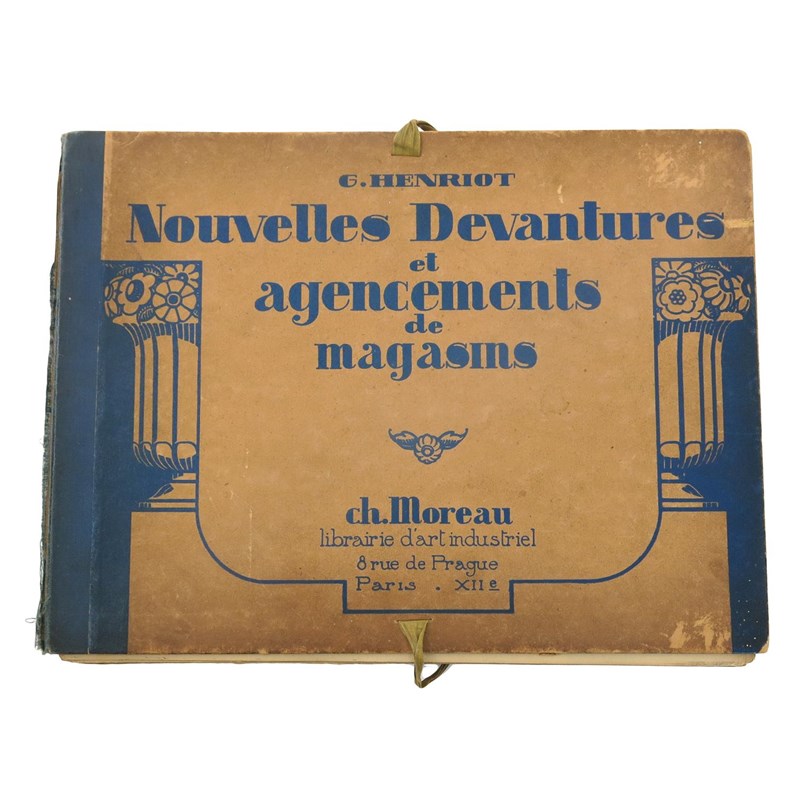 G. HENRIOT
Nouvelles Devantures
et
agencements
de
magasins
ch. Moreau
librairie d'art industriel
8 rue de Prague
Paris . XIIe